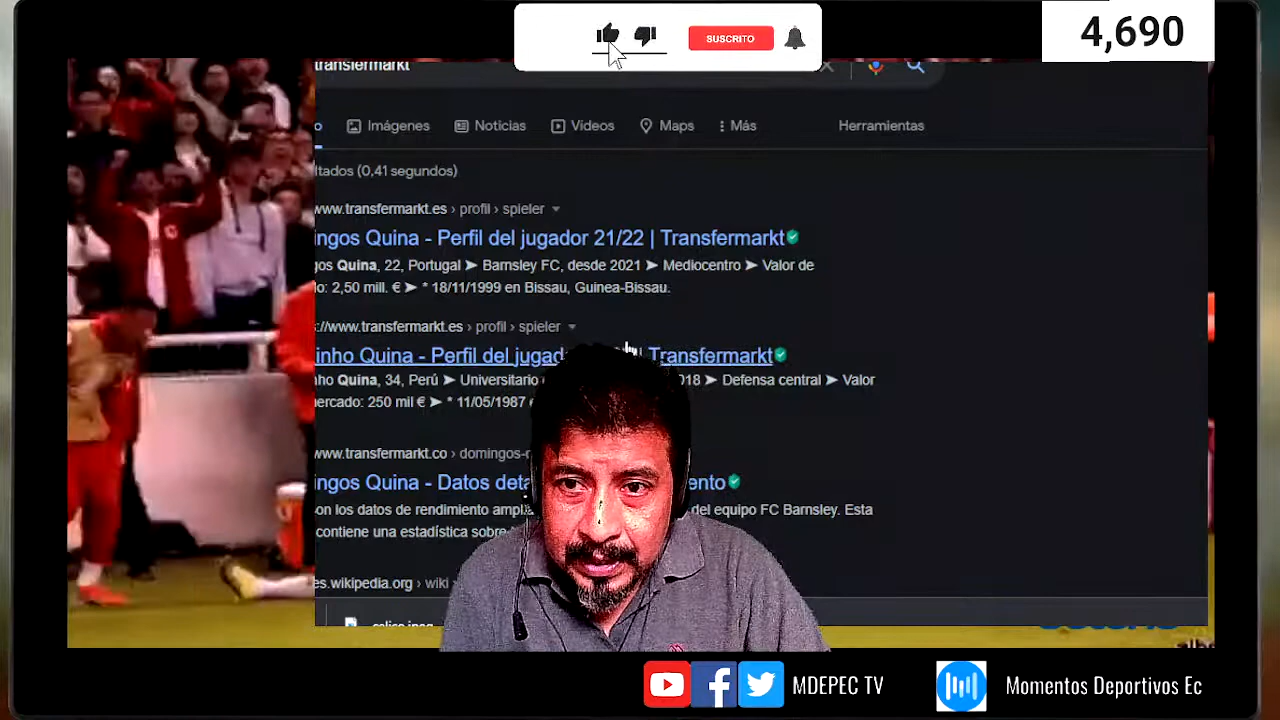 4,690
SUSCRITO
transfermarkt
Imágenes
Noticias
Videos
Maps
Más
Herramientas
ltados (0,41 segundos)
www.transfermarkt.es › profil › spieler
ngos Quina - Perfil del jugador 21/22 | Transfermarkt
gos Quina, 22, Portugal ➤ Barnsley FC, desde 2021 ➤ Mediocentro ➤ Valor de
do: 2,50 mill. € ➤ * 18/11/1999 en Bissau, Guinea-Bissau.
://www.transfermarkt.es › profil › spieler
inho Quina - Perfil del jugad | Transfermarkt
nho Quina, 34, Perú ➤ Universitario 018 ➤ Defensa central ➤ Valor
ercado: 250 mil € ➤ * 11/05/1987
www.transfermarkt.co › domingos-
ngos Quina - Datos deta ento
on los datos de rendimiento ampl del equipo FC Barnsley. Esta
contiene una estadística sobre
es.wikipedia.org › wiki
MDEPEC TV
Momentos Deportivos Ec